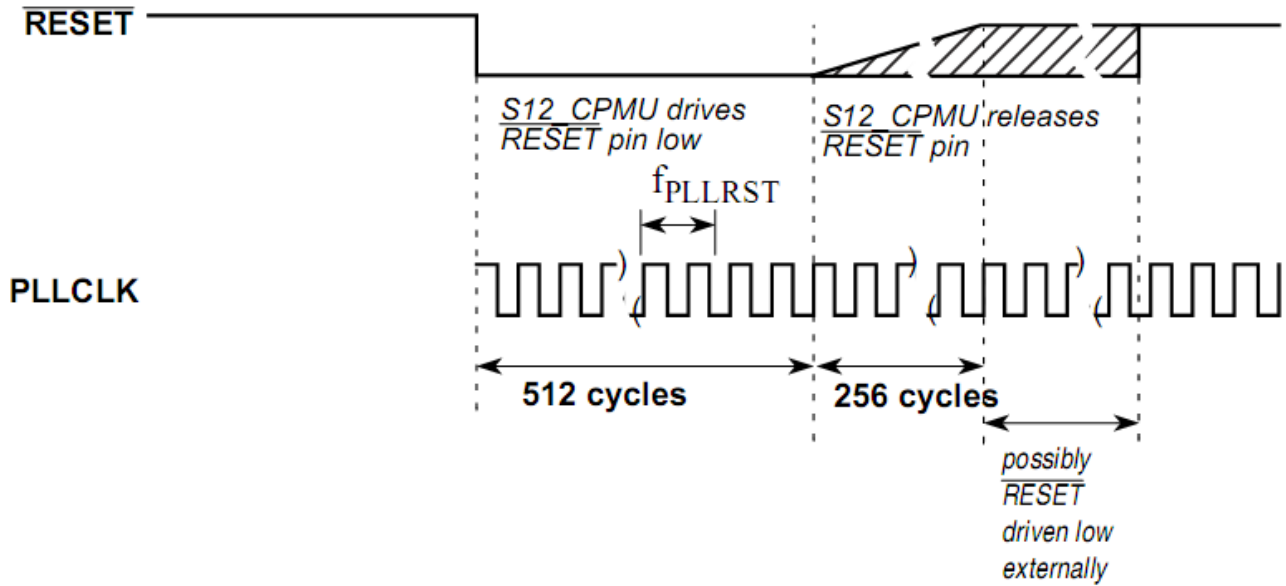 RESET
S12_CPMU drives
RESET pin low
S12_CPMU releases
RESET pin
fPLLRST
PLLCLK
512 cycles
256 cycles
possibly
RESET
driven low
externally